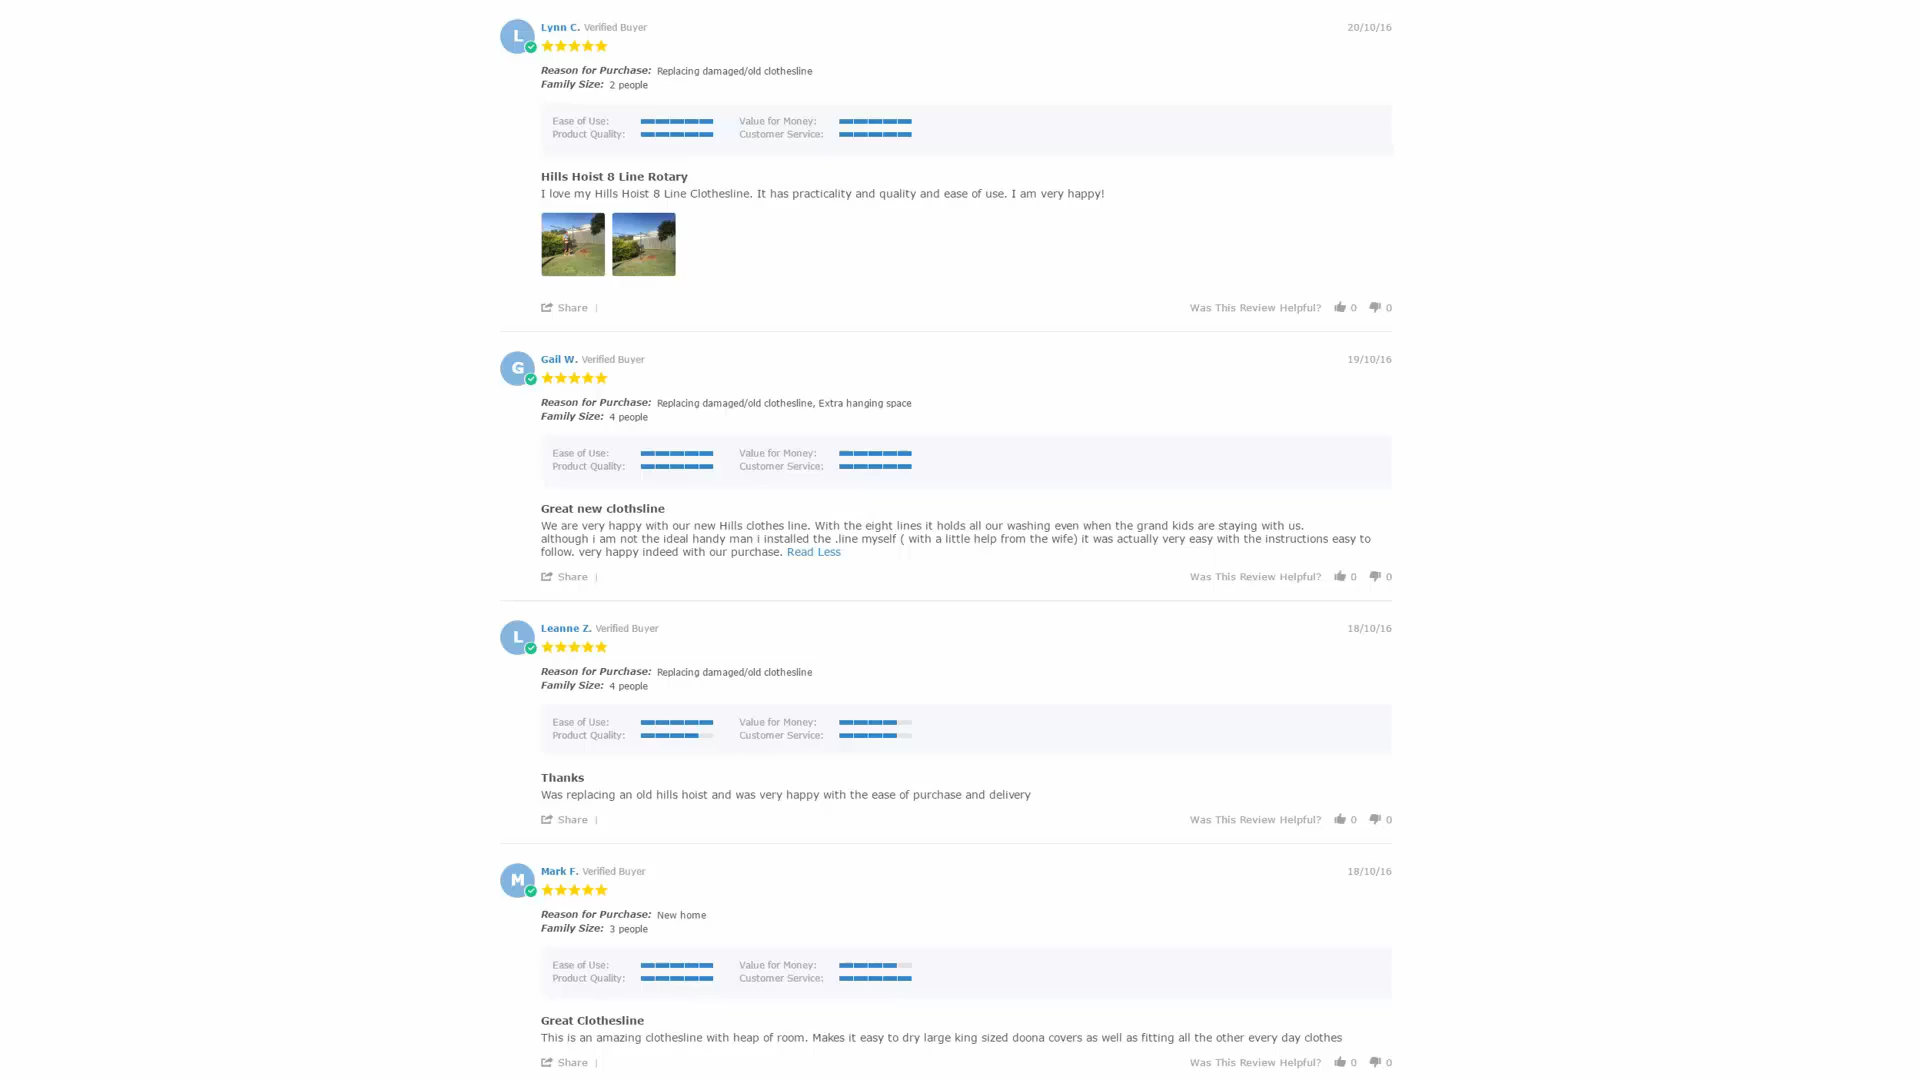 L
Lynn C. Verified Buyer
20/10/16
Reason for Purchase: Replacing damaged/old clothesline
Family Size: 2 people
Ease of Use: Value for Money:
Product Quality: Customer Service:
Hills Hoist 8 Line Rotary
I love my Hills Hoist 8 Line Clothesline. It has practicality and quality and ease of use. I am very happy!
Share |
Was This Review Helpful? 0 0
G
Gail W. Verified Buyer
19/10/16
Reason for Purchase: Replacing damaged/old clothesline, Extra hanging space
Family Size: 4 people
Ease of Use: Value for Money:
Product Quality: Customer Service:
Great new clothsline
We are very happy with our new Hills clothes line. With the eight lines it holds all our washing even when the grand kids are staying with us.
although i am not the ideal handy man i installed the .line myself ( with a little help from the wife) it was actually very easy with the instructions easy to
follow. very happy indeed with our purchase. Read Less
Share |
Was This Review Helpful? 0 0
L
Leanne Z. Verified Buyer
18/10/16
Reason for Purchase: Replacing damaged/old clothesline
Family Size: 4 people
Ease of Use: Value for Money:
Product Quality: Customer Service:
Thanks
Was replacing an old hills hoist and was very happy with the ease of purchase and delivery
Share |
Was This Review Helpful? 0 0
M
Mark F. Verified Buyer
18/10/16
Reason for Purchase: New home
Family Size: 3 people
Ease of Use: Value for Money:
Product Quality: Customer Service:
Great Clothesline
This is an amazing clothesline with heap of room. Makes it easy to dry large king sized doona covers as well as fitting all the other every day clothes
Share |
Was This Review Helpful? 0 0